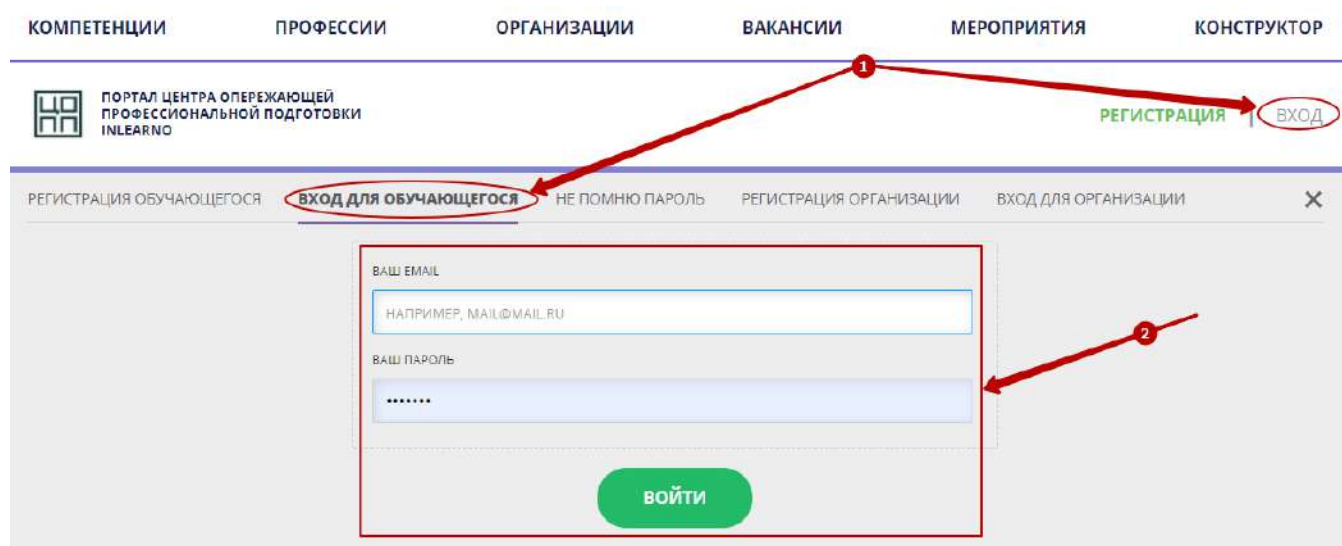 КОМПЕТЕНЦИИ ПРОФЕССИИ ОРГАНИЗАЦИИ ВАКАНСИИ МЕРОПРИЯТИЯ КОНСТРУКТОР
1
ЦО ПП
ПОРТАЛ ЦЕНТРА ОПЕРЕЖАЮЩЕЙ
ПРОФЕССИОНАЛЬНОЙ ПОДГОТОВКИ
INLEARNO
РЕГИСТРАЦИЯ | ВХОД
РЕГИСТРАЦИЯ ОБУЧАЮЩЕГОСЯ ВХОД ДЛЯ ОБУЧАЮЩЕГОСЯ НЕ ПОМНЮ ПАРОЛЬ РЕГИСТРАЦИЯ ОРГАНИЗАЦИИ ВХОД ДЛЯ ОРГАНИЗАЦИИ ×
ВАШ EMAIL
НАПРИМЕР, MAIL@MAIL.RU
2
ВАШ ПАРОЛЬ
•••••••
ВОЙТИ